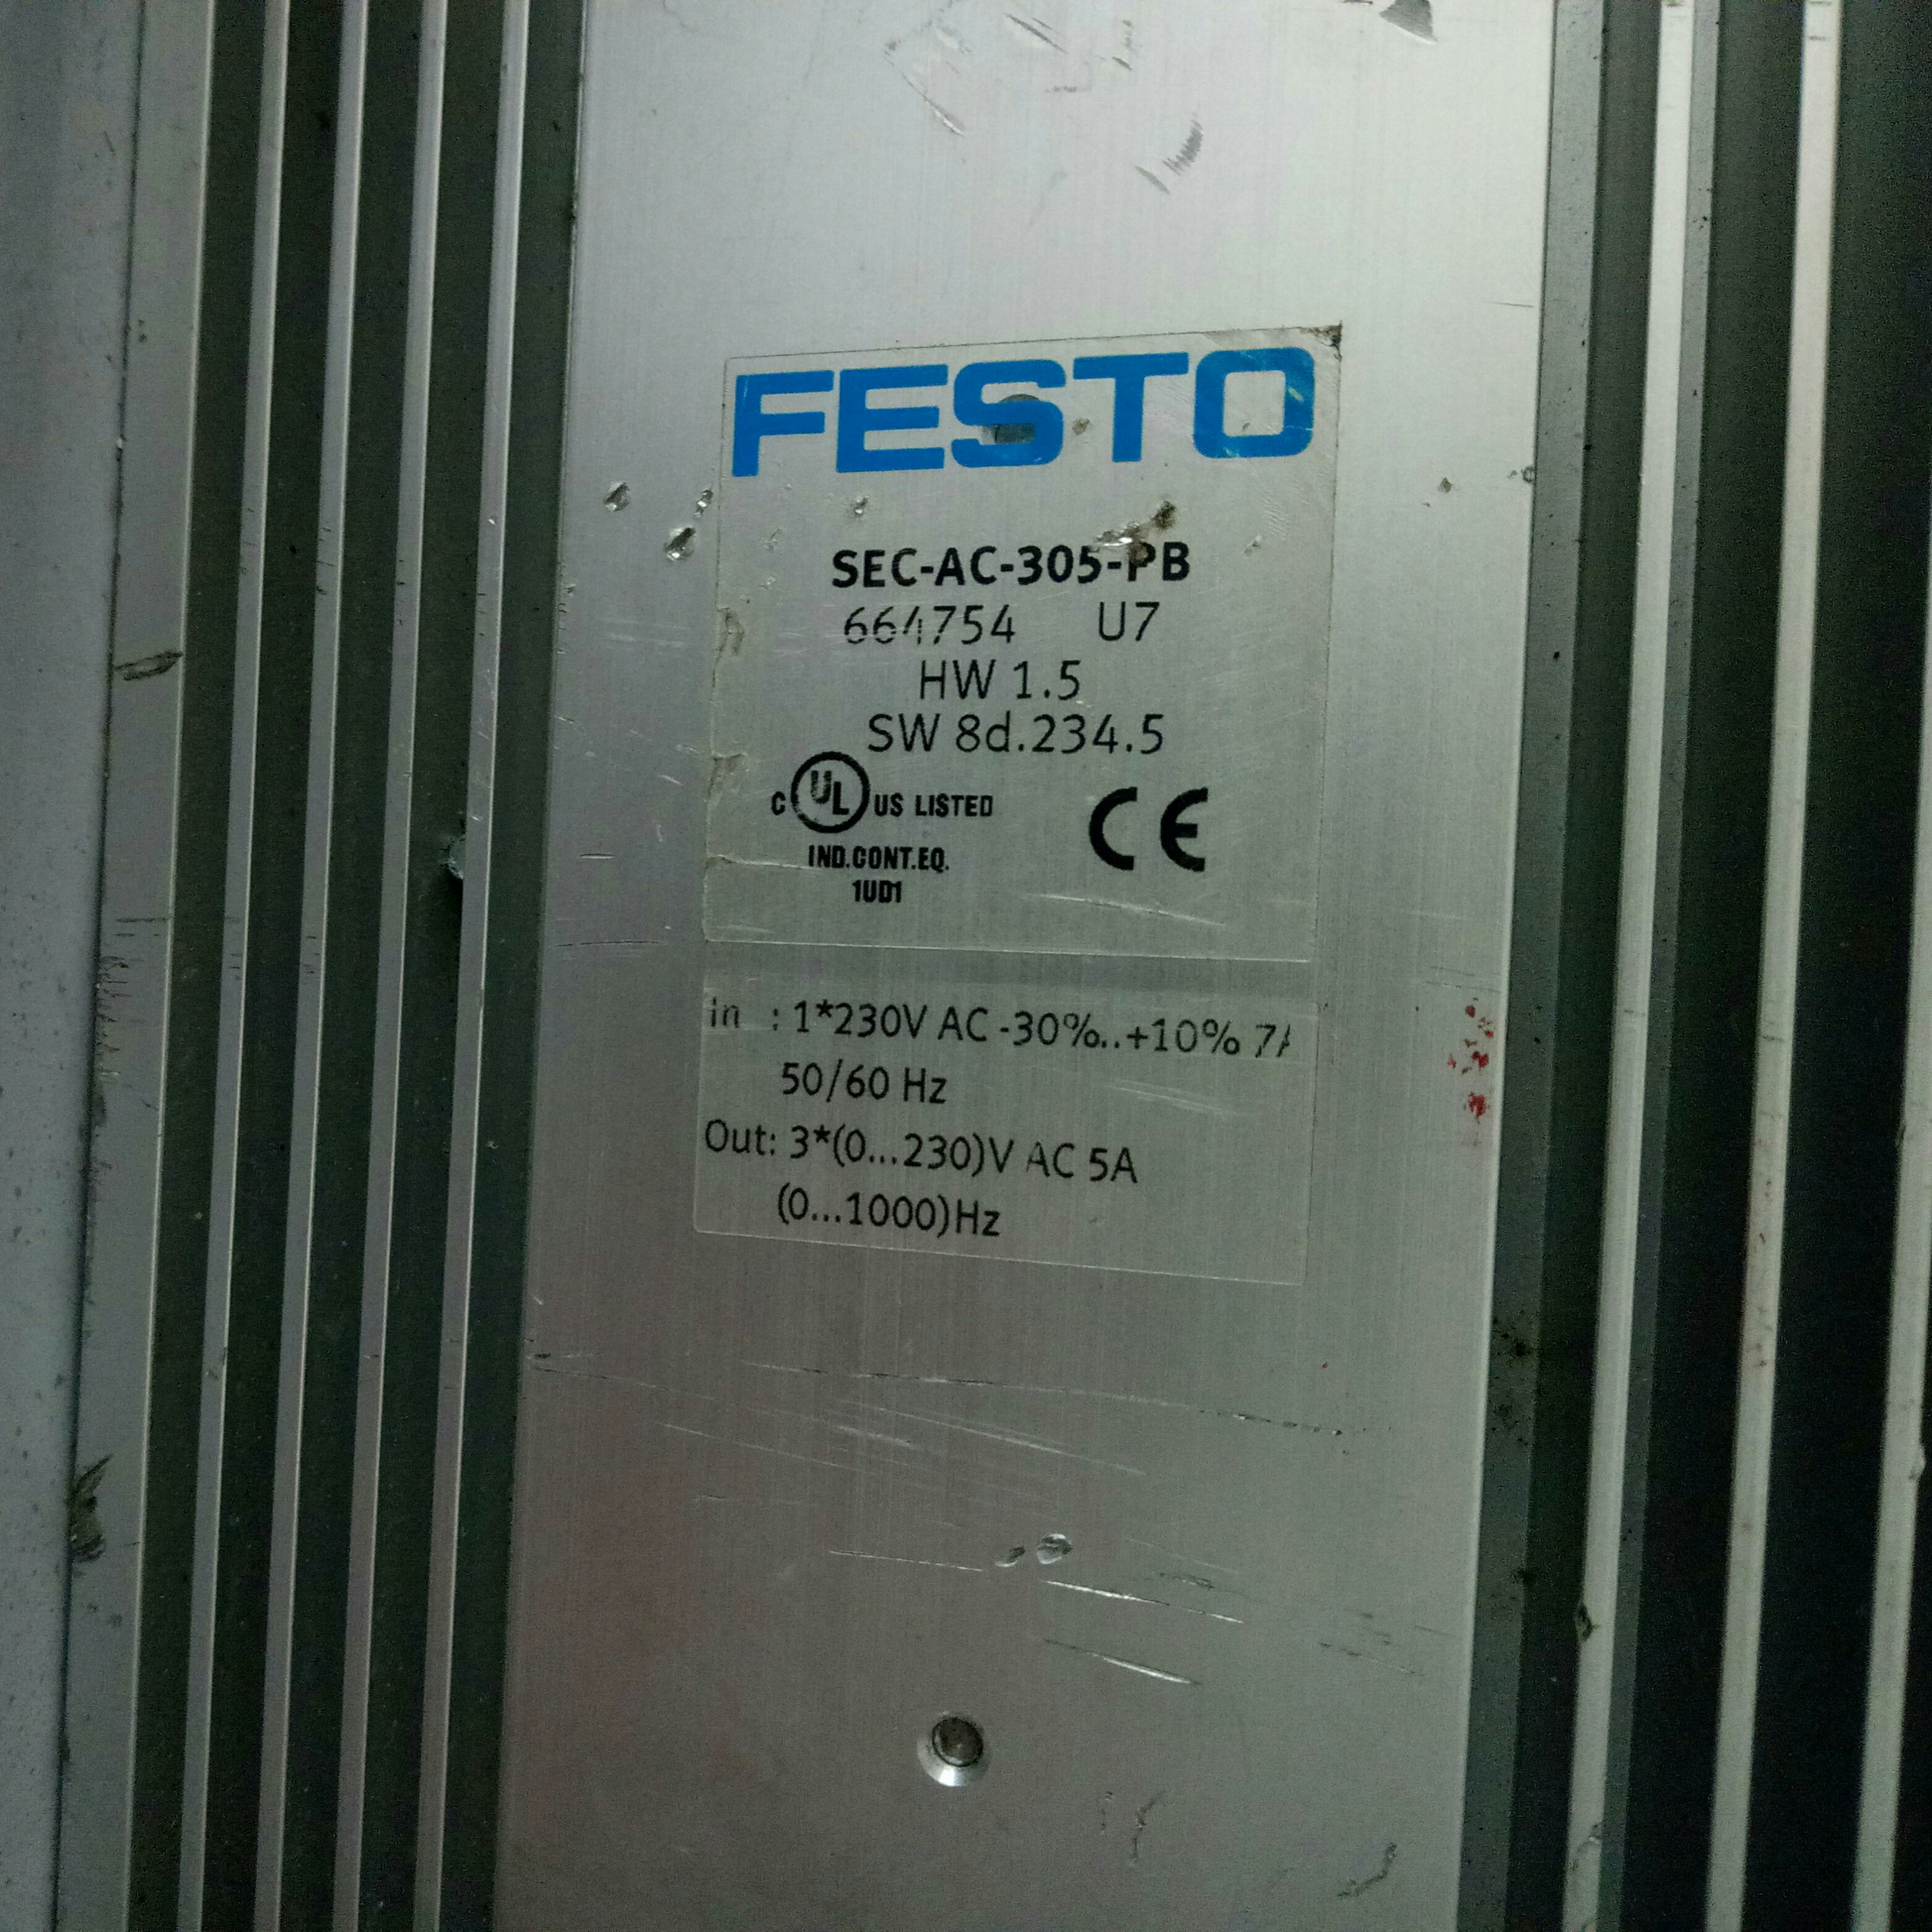 FESTO
SEC-AC-305-PB
664754 U7
HW 1.5
SW 8d.234.5
C UL US LISTED CE
IND.CONT.EQ.
1UD1
in : 1*230V AC -30%..+10%
50/60 Hz
Out: 3*(0...230)V AC 5A
(0...1000)Hz